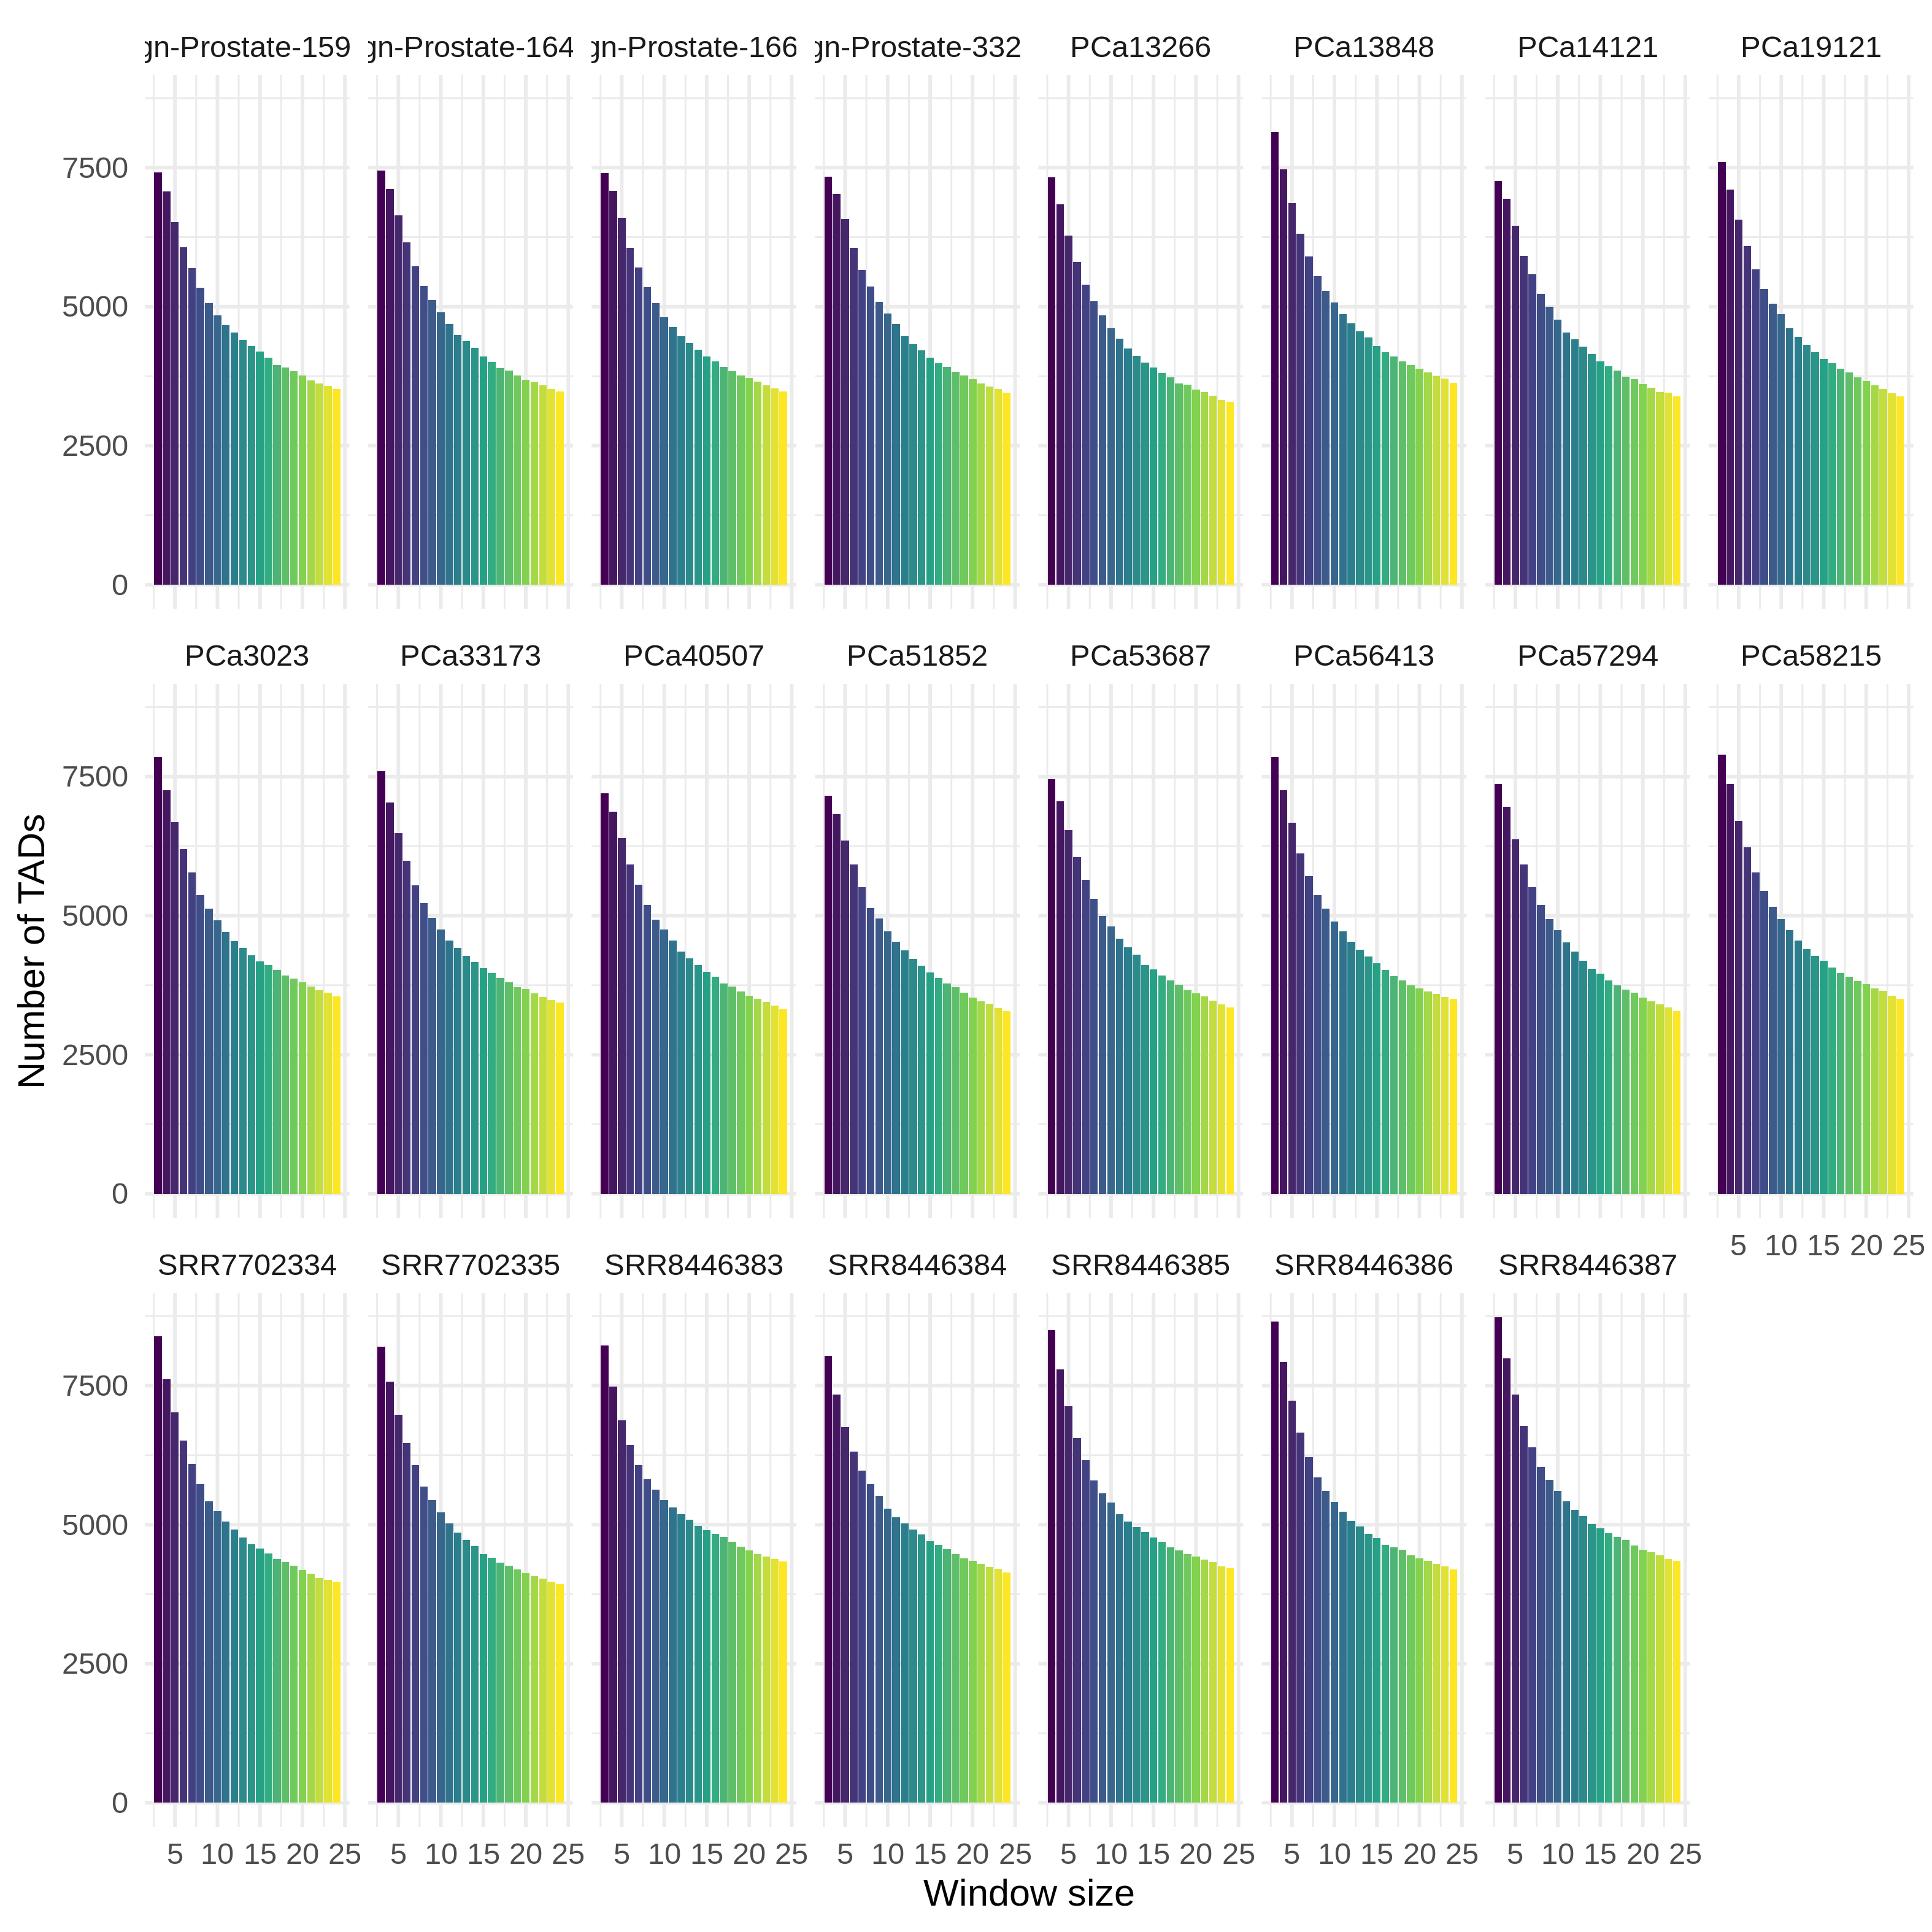 gn-Prostate-159 gn-Prostate-164 gn-Prostate-166 gn-Prostate-332 PCa13266 PCa13848 PCa14121 PCa19121
7500
5000
2500
0
PCa3023 PCa33173 PCa40507 PCa51852 PCa53687 PCa56413 PCa57294 PCa58215
7500
5000
2500
0
Number of TADs
5 10 15 20 25
SRR7702334 SRR7702335 SRR8446383 SRR8446384 SRR8446385 SRR8446386 SRR8446387
7500
5000
2500
0
5 10 15 20 25 5 10 15 20 25 5 10 15 20 25 5 10 15 20 25 5 10 15 20 25 5 10 15 20 25 5 10 15 20 25
Window size